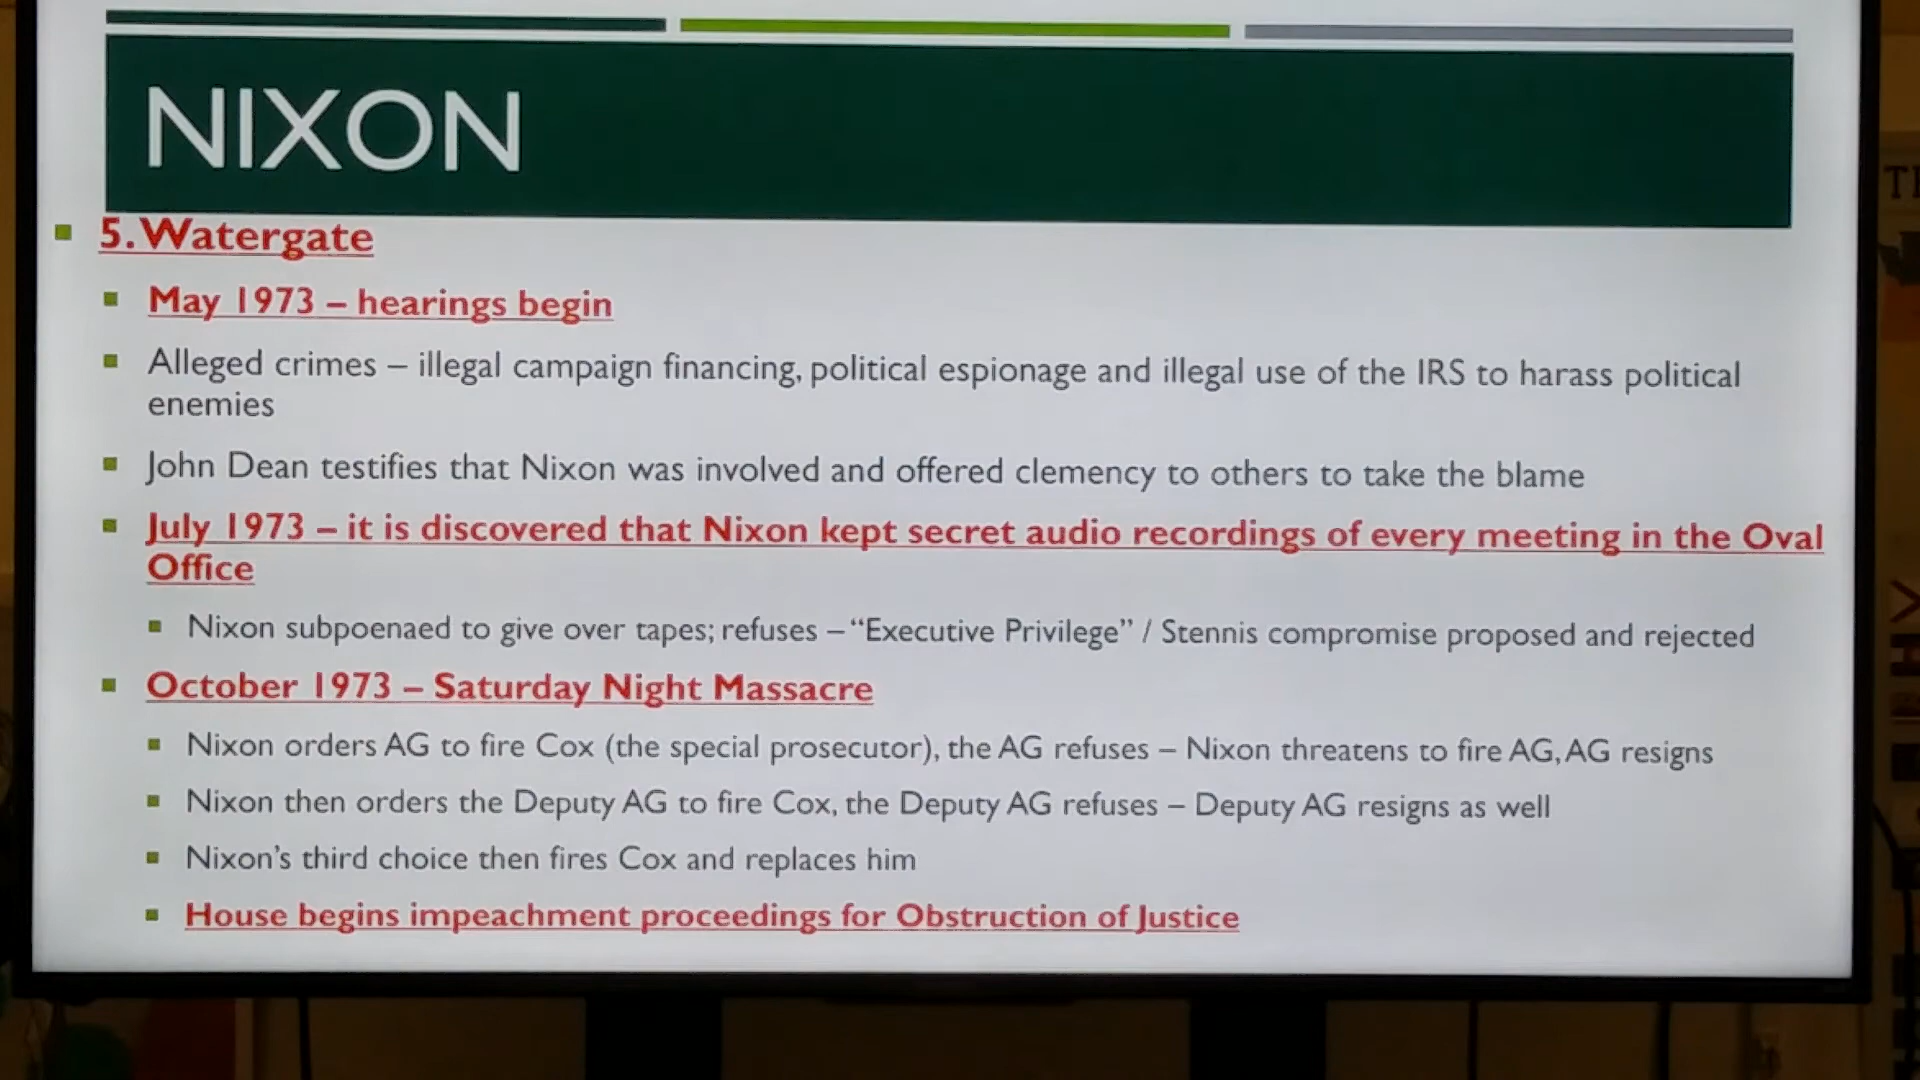 NIXON
5. Watergate
May 1973 – hearings begin
Alleged crimes – illegal campaign financing, political espionage and illegal use of the IRS to harass political
enemies
John Dean testifies that Nixon was involved and offered clemency to others to take the blame
July 1973 – it is discovered that Nixon kept secret audio recordings of every meeting in the Oval
Office
Nixon subpoenaed to give over tapes; refuses – “Executive Privilege” / Stennis compromise proposed and rejected
October 1973 – Saturday Night Massacre
Nixon orders AG to fire Cox (the special prosecutor), the AG refuses – Nixon threatens to fire AG, AG resigns
Nixon then orders the Deputy AG to fire Cox, the Deputy AG refuses – Deputy AG resigns as well
Nixon’s third choice then fires Cox and replaces him
House begins impeachment proceedings for Obstruction of Justice